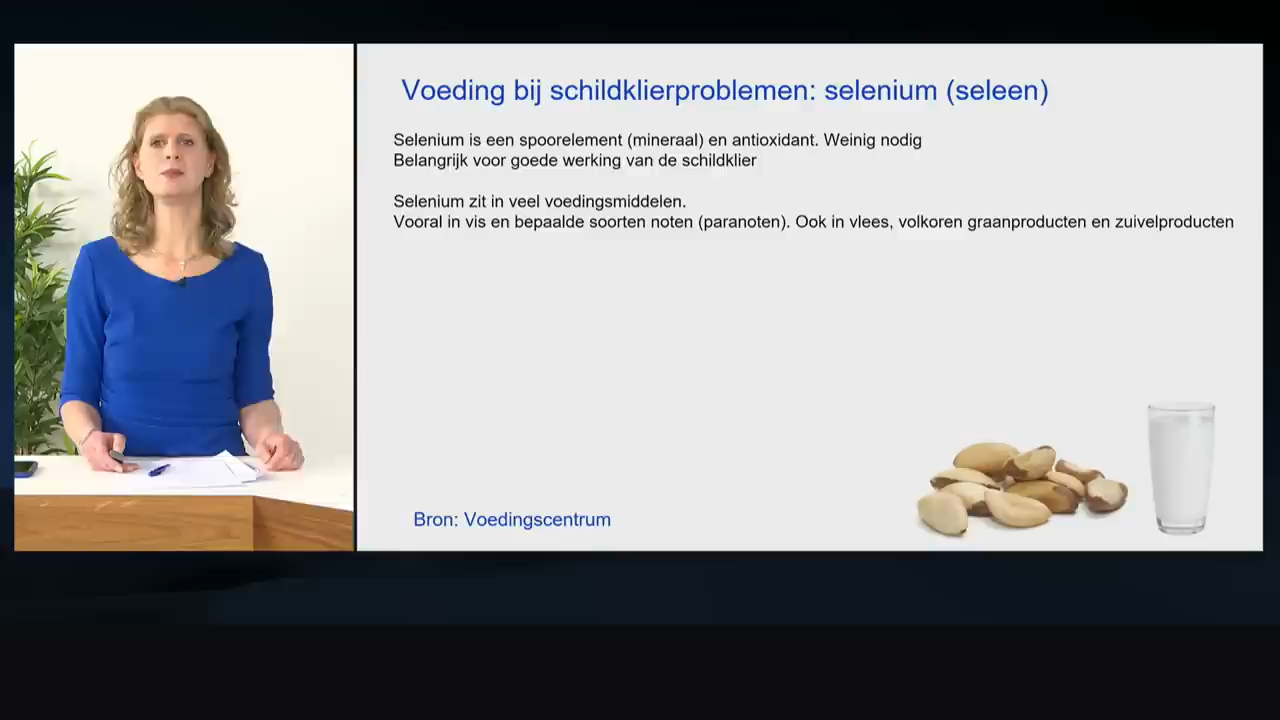 Voeding bij schildklierproblemen: selenium (seleen)
Selenium is een spoorelement (mineraal) en antioxidant. Weinig nodig
Belangrijk voor goede werking van de schildklier
Selenium zit in veel voedingsmiddelen.
Vooral in vis en bepaalde soorten noten (paranoten). Ook in vlees, volkoren graanproducten en zuivelproducten
Bron: Voedingscentrum